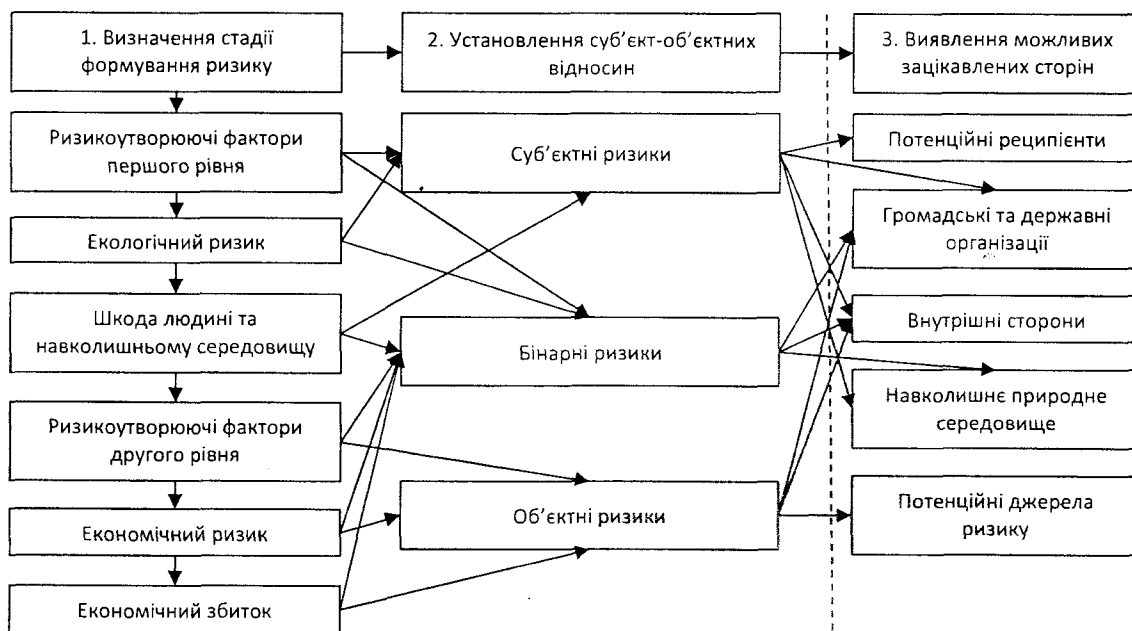 1. Визначення стадії
формування ризику
2. Установлення суб’єкт-об’єктних
відносин
3. Виявлення можливих
зацікавлених сторін
Ризикоутворюючі фактори
першого рівня
Екологічний ризик
Шкода людині та
навколишньому середовищу
Ризикоутворюючі фактори
другого рівня
Економічний ризик
Економічний збиток
Суб’єктні ризики
Бінарні ризики
Об’єктні ризики
Потенційні реципієнти
Громадські та державні
організації
Внутрішні сторони
Навколишнє природне
середовище
Потенційні джерела
ризику